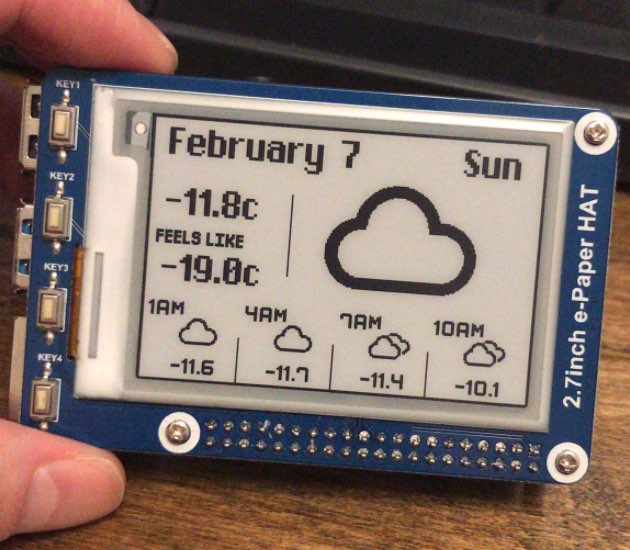 KEY1
KEY2
KEY3
KEY4
February 7
Sun
-11.8c
FEELS LIKE
-19.0c
1AM
4AM
7AM
10AM
-11.6
-11.7
-11.4
-10.1
2.7inch e-Paper HAT